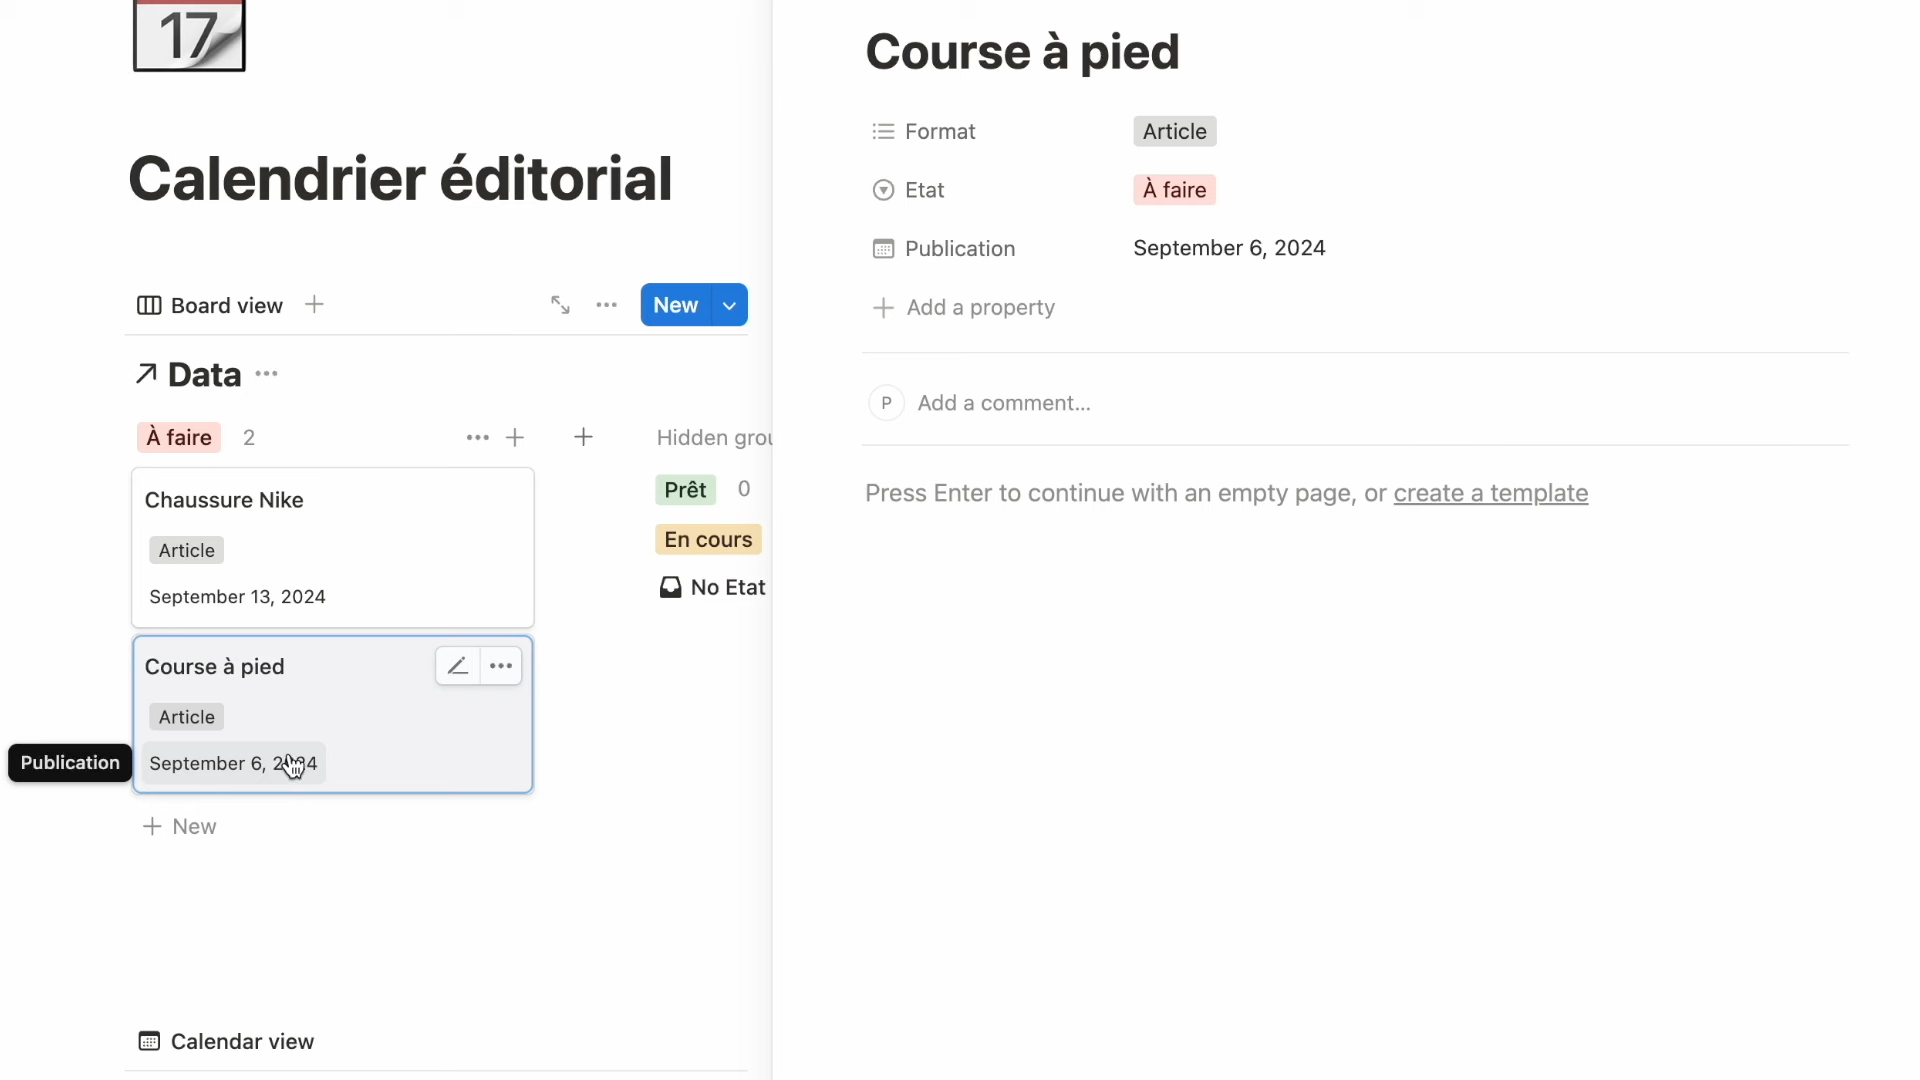 17
Calendrier éditorial
Board view
New
Data
À faire 2
Hidden grou
Chaussure Nike
Article
September 13, 2024
Course à pied
Article
September 6, 2024
Publication
New
Prêt 0
En cours
No Etat
Calendar view
Course à pied
Format Article
Etat À faire
Publication September 6, 2024
Add a property
P Add a comment...
Press Enter to continue with an empty page, or create a template